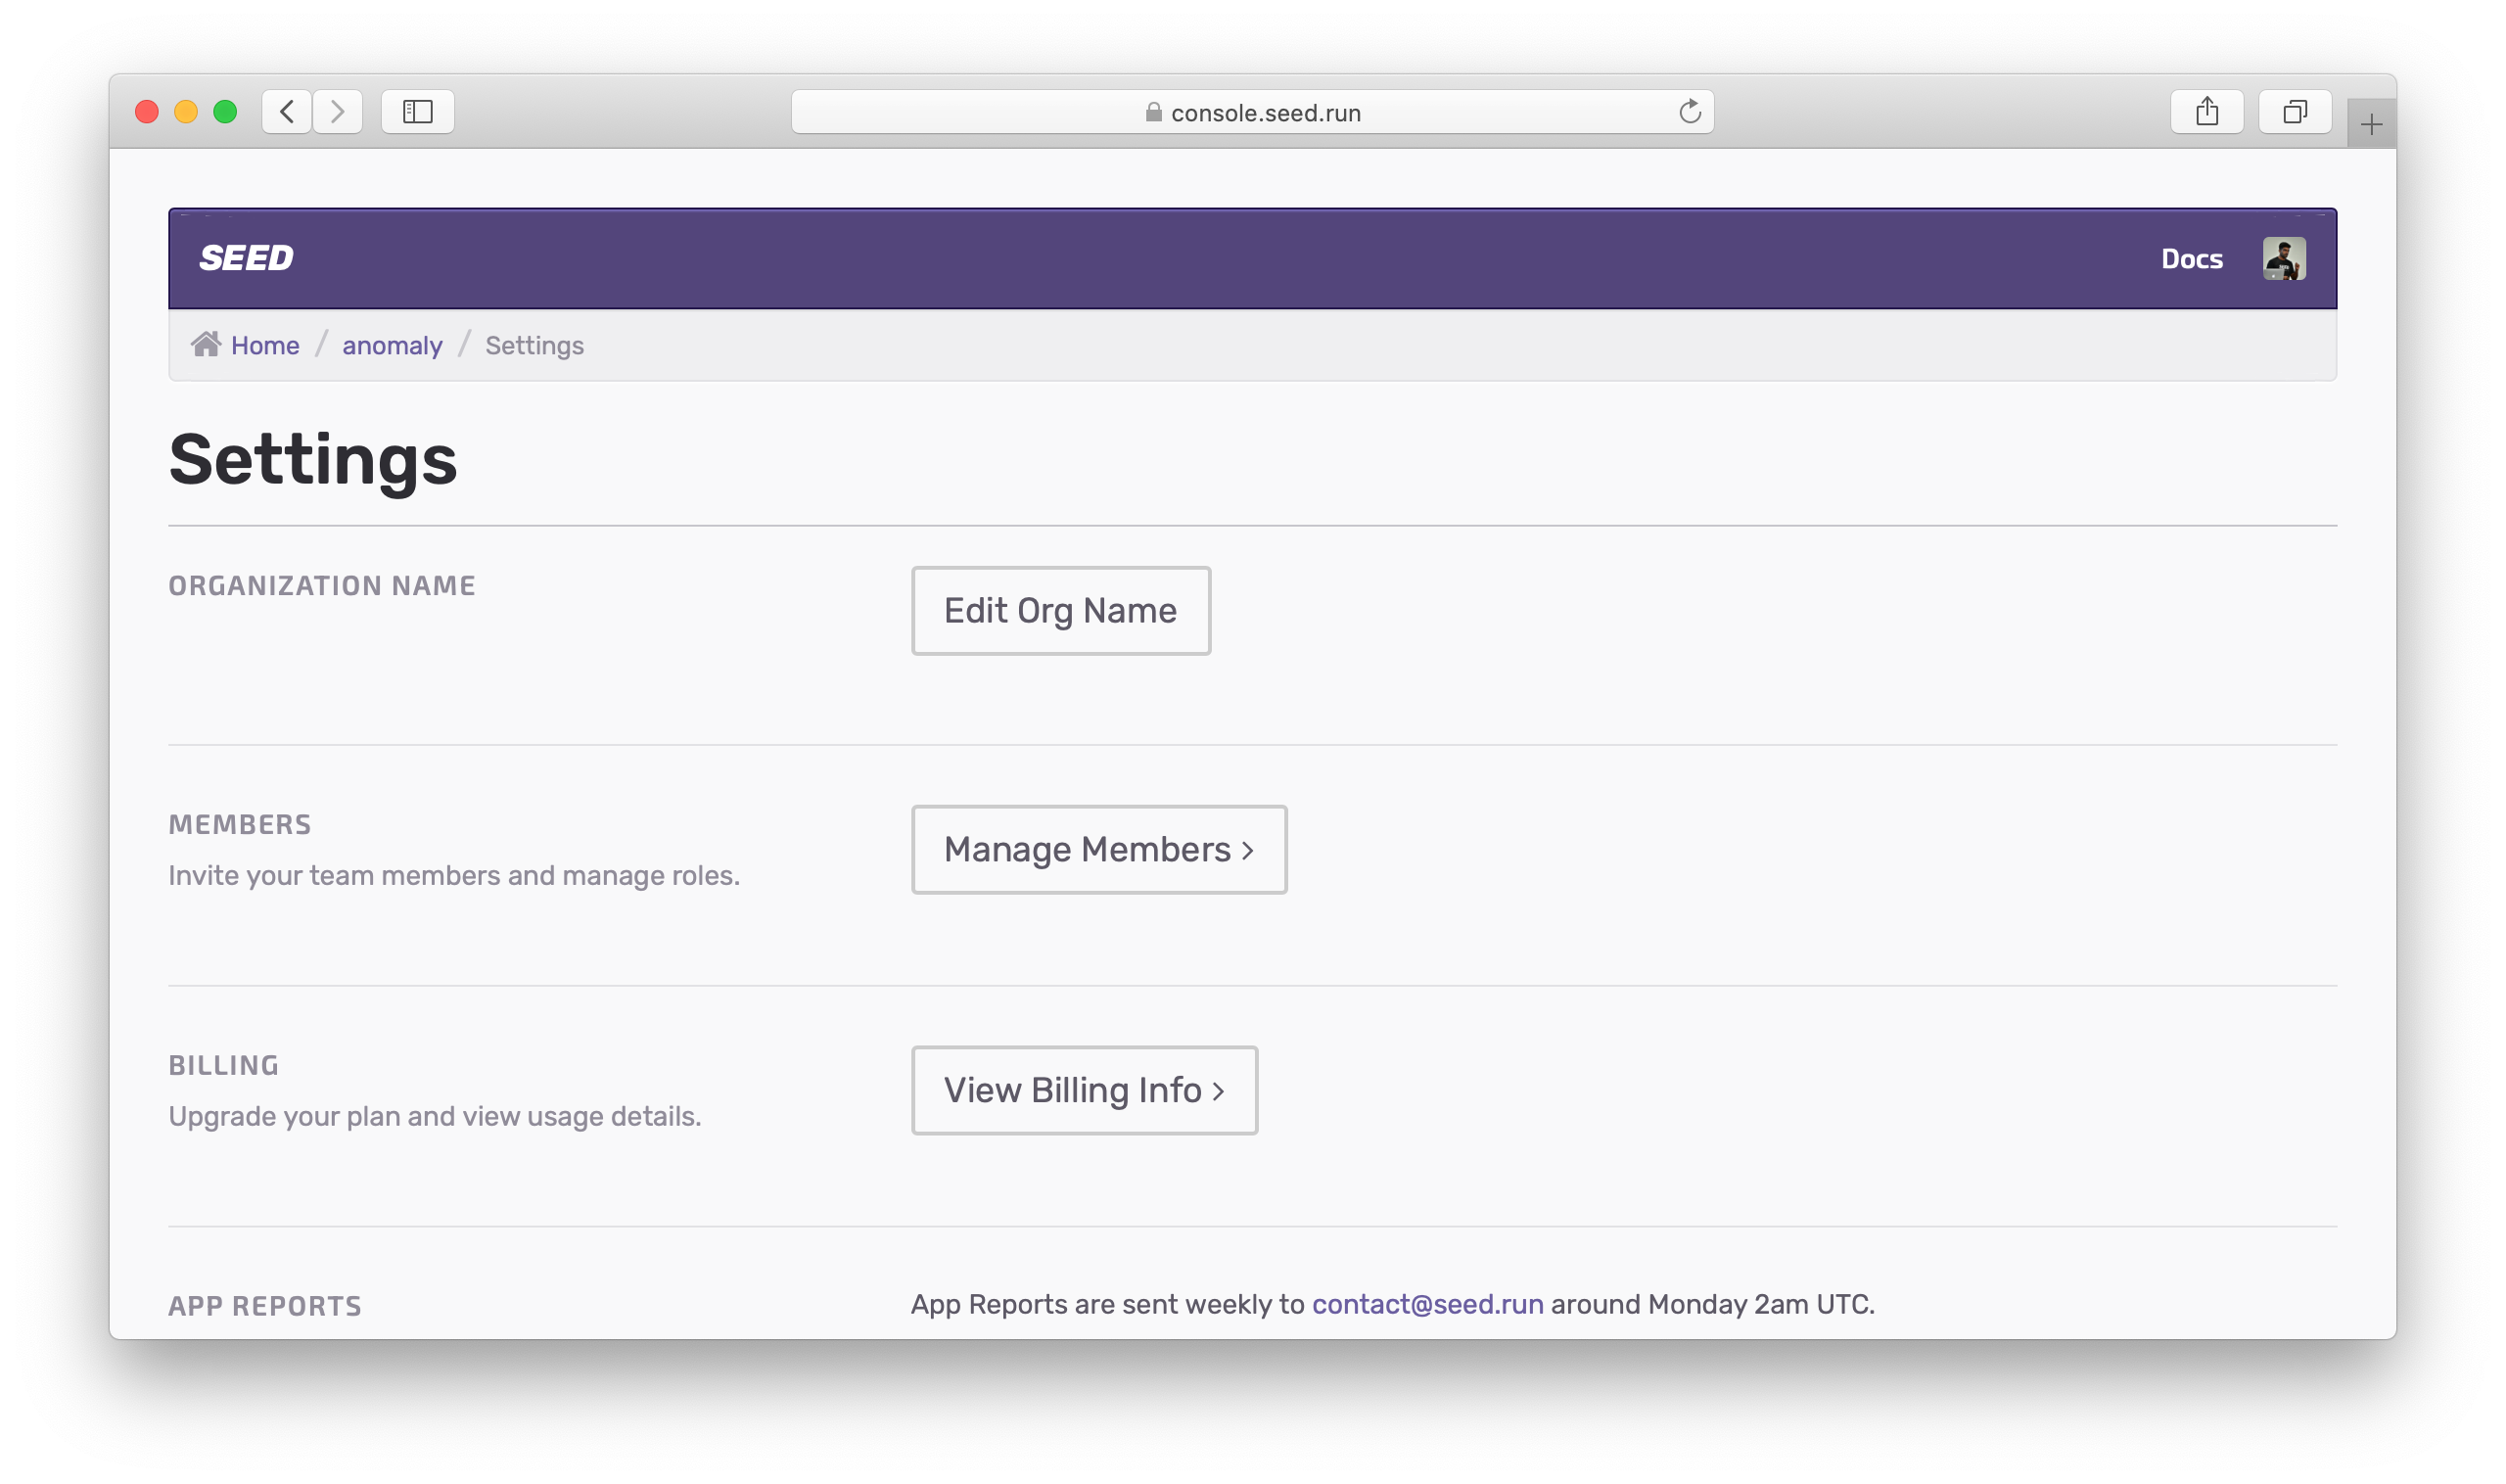 console.seed.run
SEED
Docs
Home / anomaly / Settings
Settings
ORGANIZATION NAME
Edit Org Name
MEMBERS
Manage Members >
Invite your team members and manage roles.
BILLING
View Billing Info >
Upgrade your plan and view usage details.
APP REPORTS
App Reports are sent weekly to contact@seed.run around Monday 2am UTC.